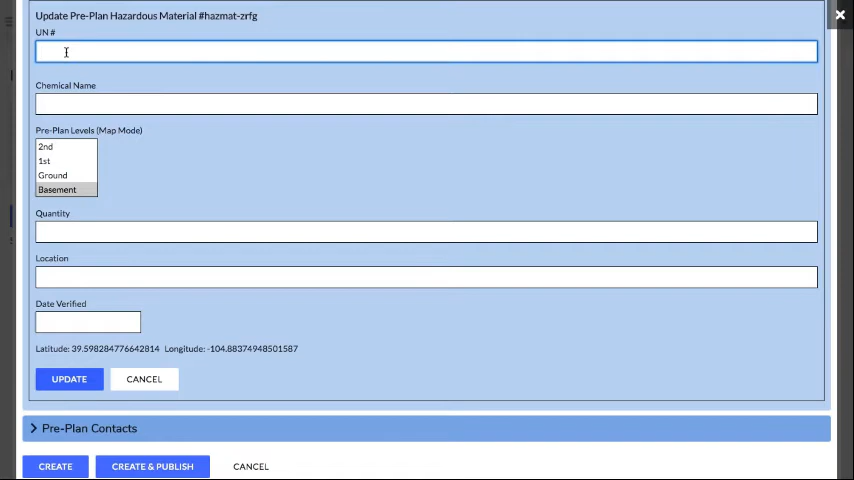 Update Pre-Plan Hazardous Material #hazmat-zrfg
UN #
Chemical Name
Pre-Plan Levels (Map Mode)
2nd
1st
Ground
Basement
Quantity
Location
Date Verified
Latitude: 39.598284776642814 Longitude: -104.88374948501587
UPDATE CANCEL
Pre-Plan Contacts
CREATE CREATE & PUBLISH CANCEL